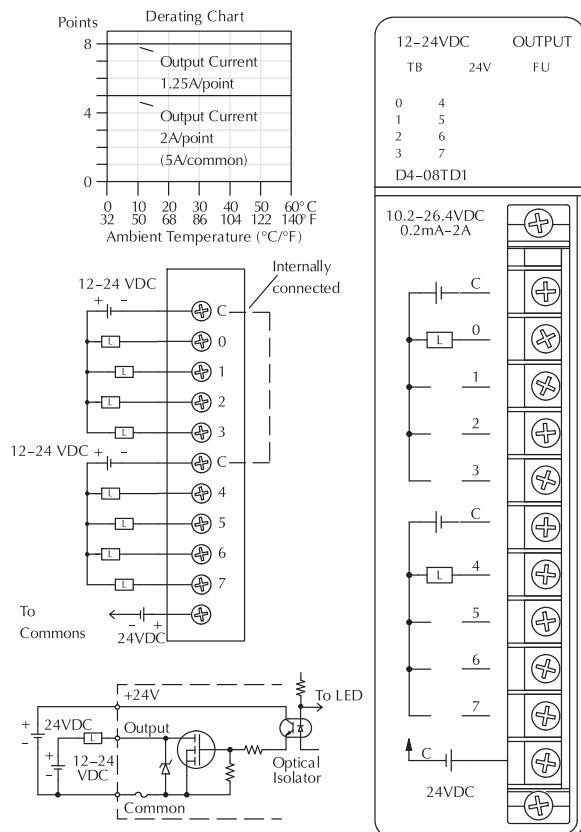 Derating Chart
Points
8
4
0
Output Current
1.25A/point
Output Current
2A/point
(5A/common)
0 10 20 30 40 50 60°C
32 50 68 86 104 122 140°F
Ambient Temperature (°C/°F)
Internally
connected
12–24 VDC
+ –
C
0
L
1
L
2
L
3
L
12–24 VDC + –
C
4
L
5
L
6
L
7
L
To
Commons
– +
24VDC
+24V
To LED
+
–
24VDC
L
Output
+
–
12–24
VDC
Optical
Isolator
Common
12–24VDC OUTPUT
TB 24V FU
0 4
1 5
2 6
3 7
D4–08TD1
10.2–26.4VDC
0.2mA–2A
C
L 0
1
2
3
C
L 4
5
6
7
C
24VDC